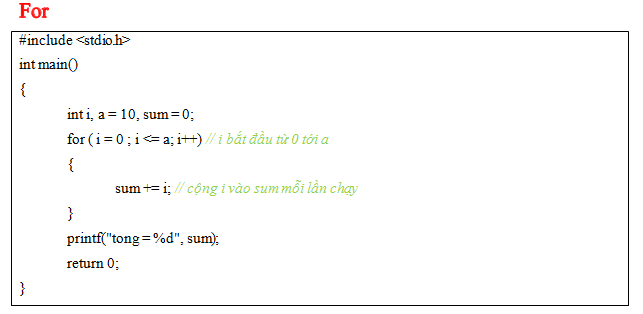 For
#include <stdio.h>
int main()
{
int i, a = 10, sum = 0;
for ( i = 0 ; i <= a; i++) // i bắt đầu từ 0 tới a
{
sum += i; // cộng i vào sum mỗi lần chạy
}
printf("tong = %d", sum);
return 0;
}